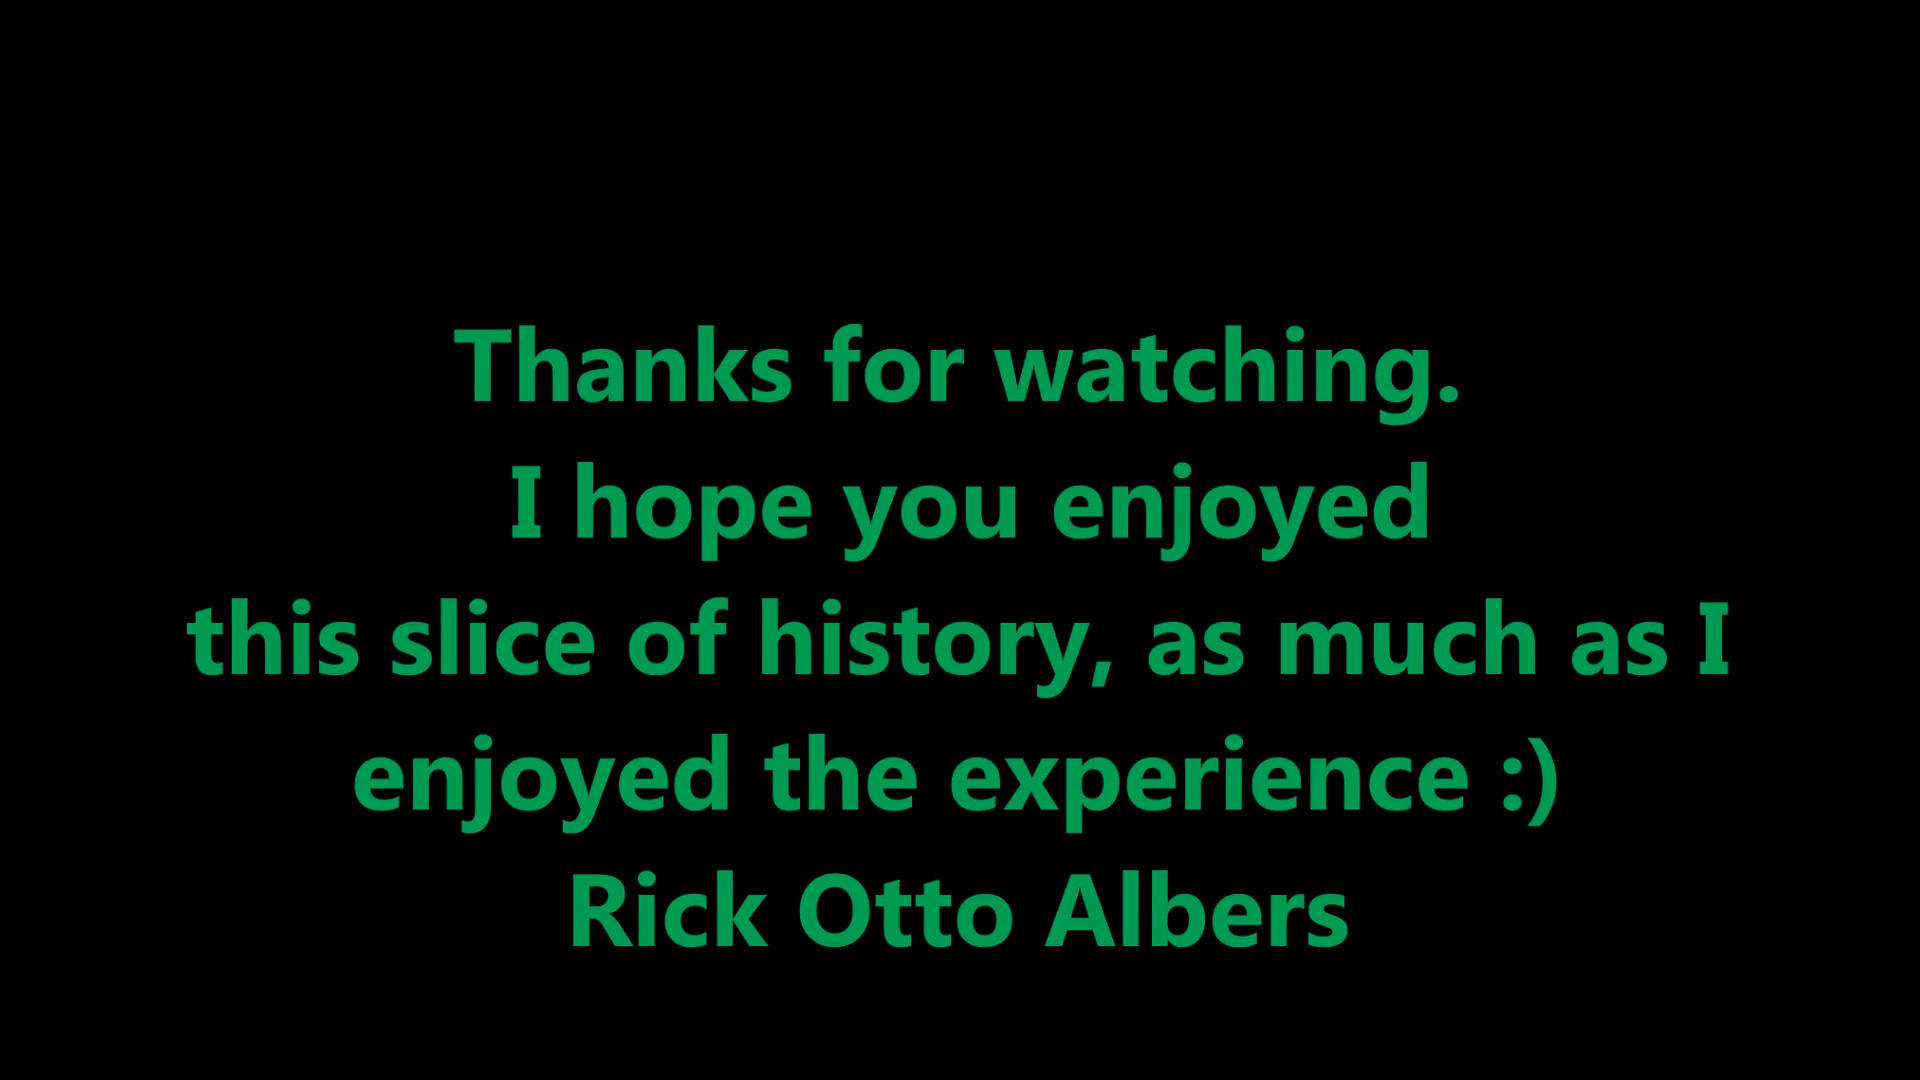 Thanks for watching.
I hope you enjoyed
this slice of history, as much as I
enjoyed the experience :)
Rick Otto Albers